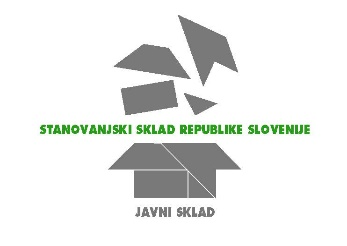 STANOVANJSKI SKLAD REPUBLIKE SLOVENIJE
JAVNI SKLAD